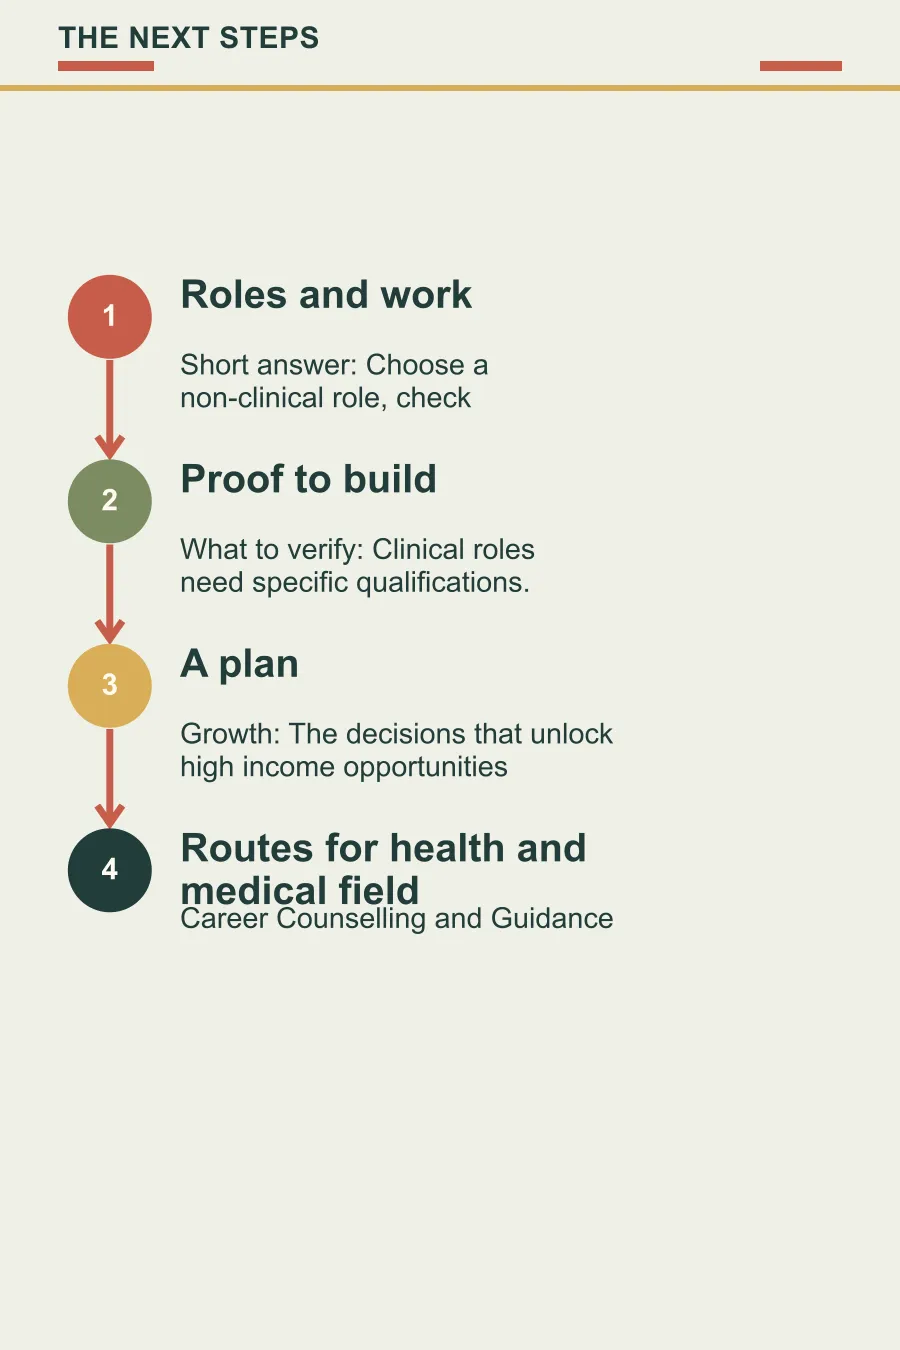 THE NEXT STEPS
1
Roles and work
Short answer: Choose a
non-clinical role, check
2
Proof to build
What to verify: Clinical roles
need specific qualifications.
3
A plan
Growth: The decisions that unlock
high income opportunities
4
Routes for health and
medical field
Career Counselling and Guidance